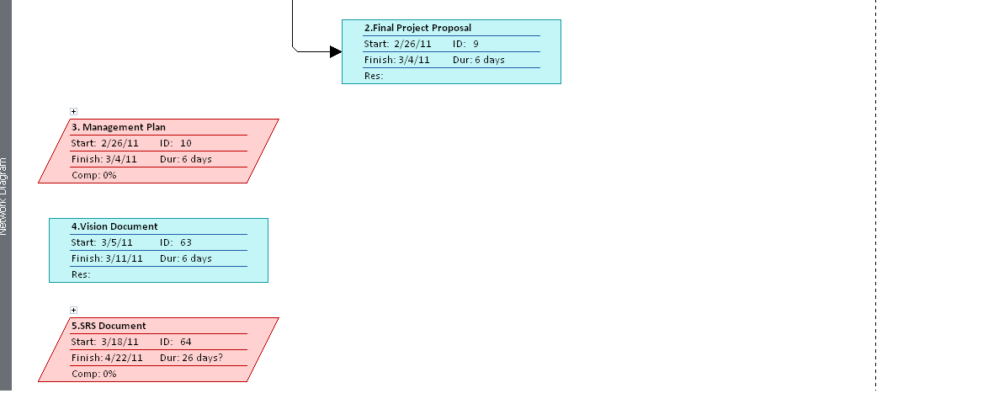 2.Final Project Proposal
Start: 2/26/11 ID: 9
Finish: 3/4/11 Dur: 6 days
Res:
3. Management Plan
Start: 2/26/11 ID: 10
Finish: 3/4/11 Dur: 6 days
Comp: 0%
Network Diagram
4.Vision Document
Start: 3/5/11 ID: 63
Finish: 3/11/11 Dur: 6 days
Res:
5.SRS Document
Start: 3/18/11 ID: 64
Finish: 4/22/11 Dur: 26 days?
Comp: 0%